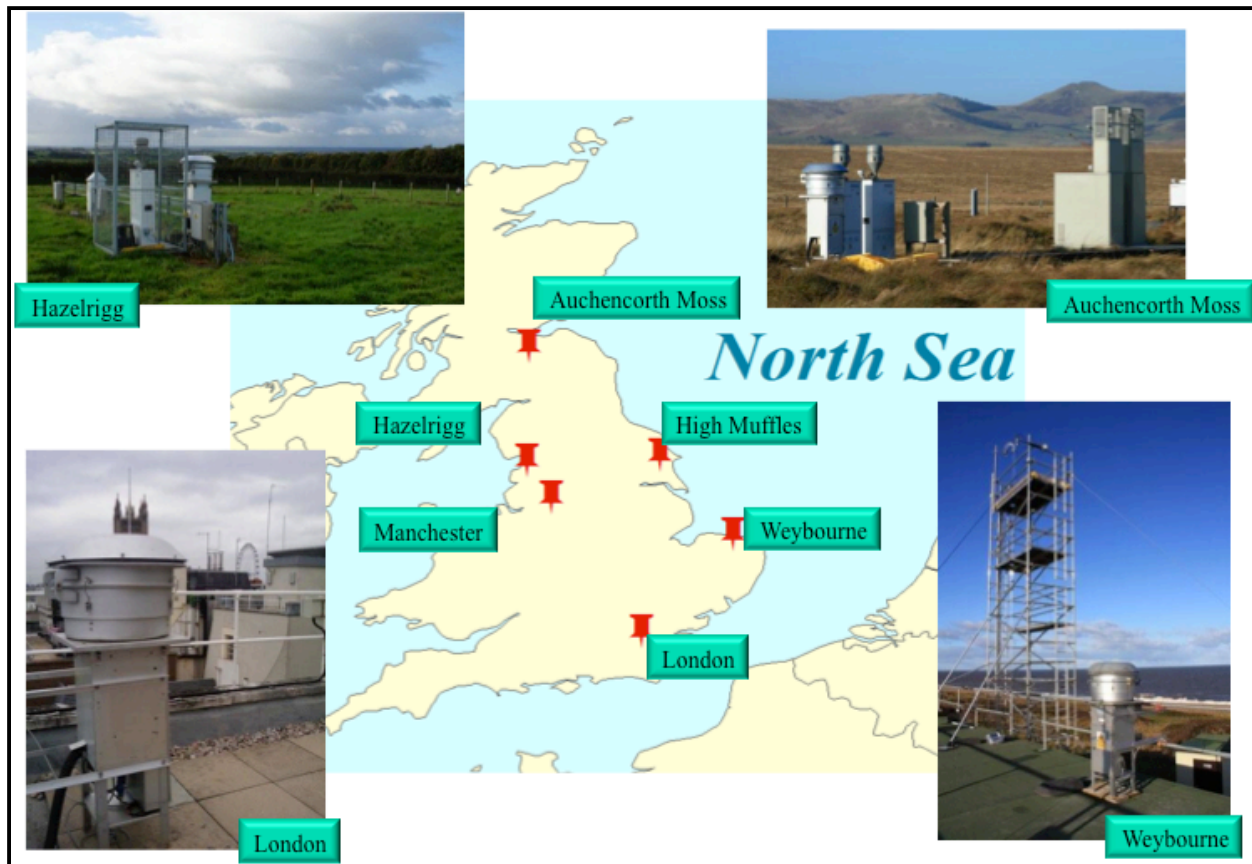 Hazelrigg
Auchencorth Moss
Auchencorth Moss
North Sea
Hazelrigg
High Muffles
Manchester
Weybourne
London
London
Weybourne